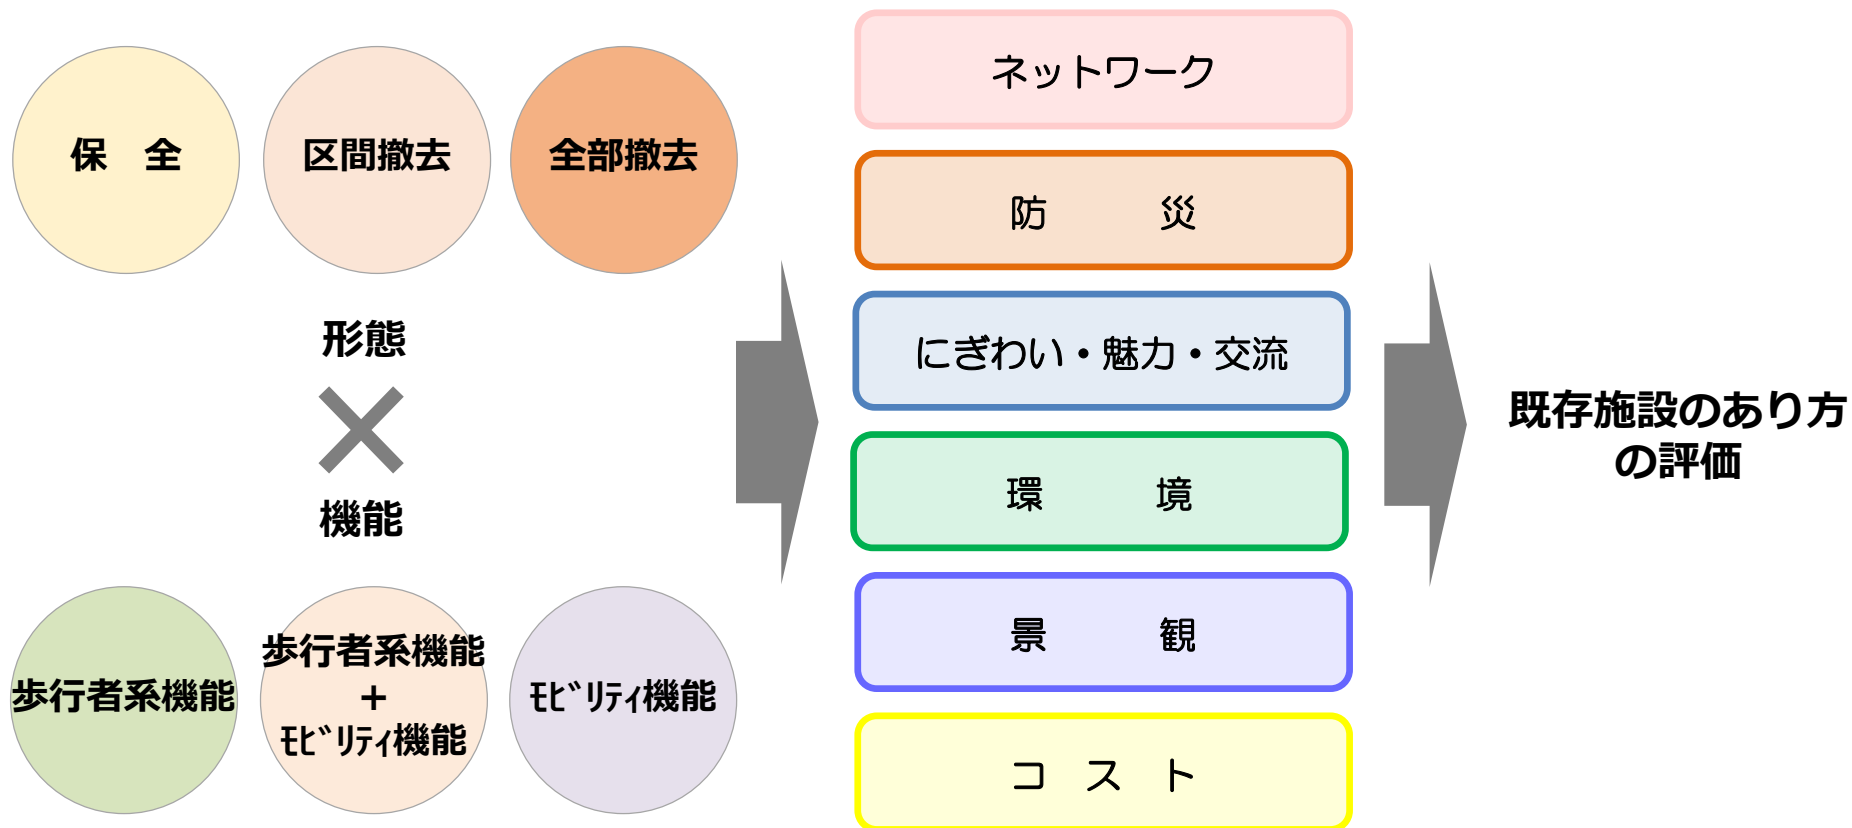 保　全
区間撤去
全部撤去
形態
機能
歩行者系機能
歩行者系機能
+
ﾓﾋﾞﾘﾃｨ機能
ﾓﾋﾞﾘﾃｨ機能
ネットワーク
防　　　災
にぎわい・魅力・交流
環　　　境
景　　　観
コ　ス　ト
既存施設のあり方
の評価